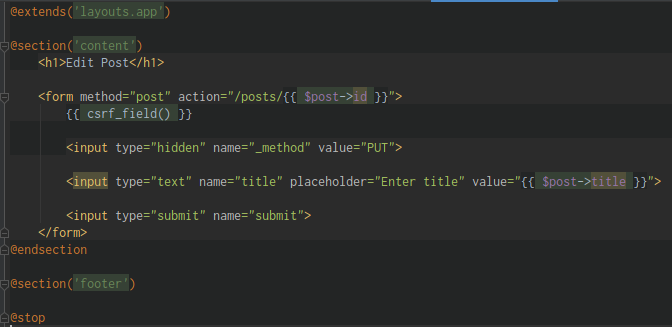 @extends('layouts.app')
@section('content')
<h1>Edit Post</h1>
<form method="post" action="/posts/{{ $post->id }}">
{{ csrf_field() }}
<input type="hidden" name="_method" value="PUT">
<input type="text" name="title" placeholder="Enter title" value="{{ $post->title }}">
<input type="submit" name="submit">
</form>
@endsection
@section('footer')
@stop